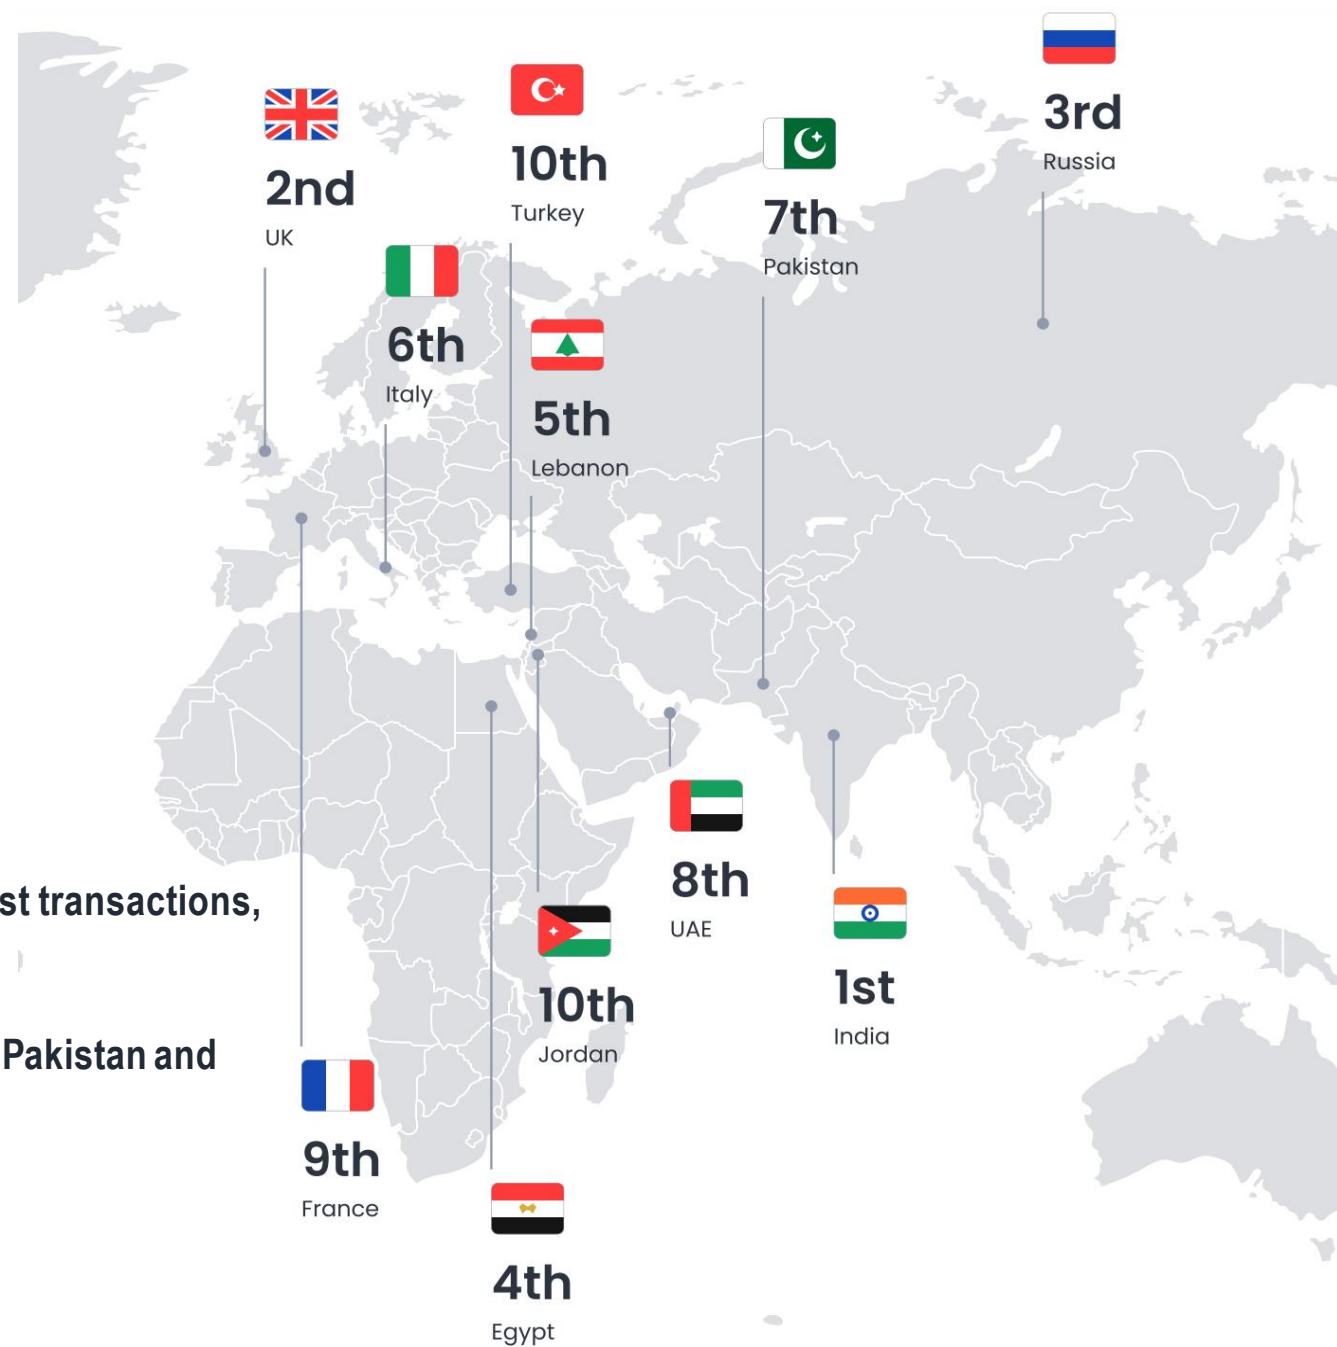 3rd
Russia
2nd
UK
10th
Turkey
7th
Pakistan
6th
Italy
5th
Lebanon
transactions,
Pakistan and
8th
UAE
1st
India
10th
Jordan
9th
France
4th
Egypt